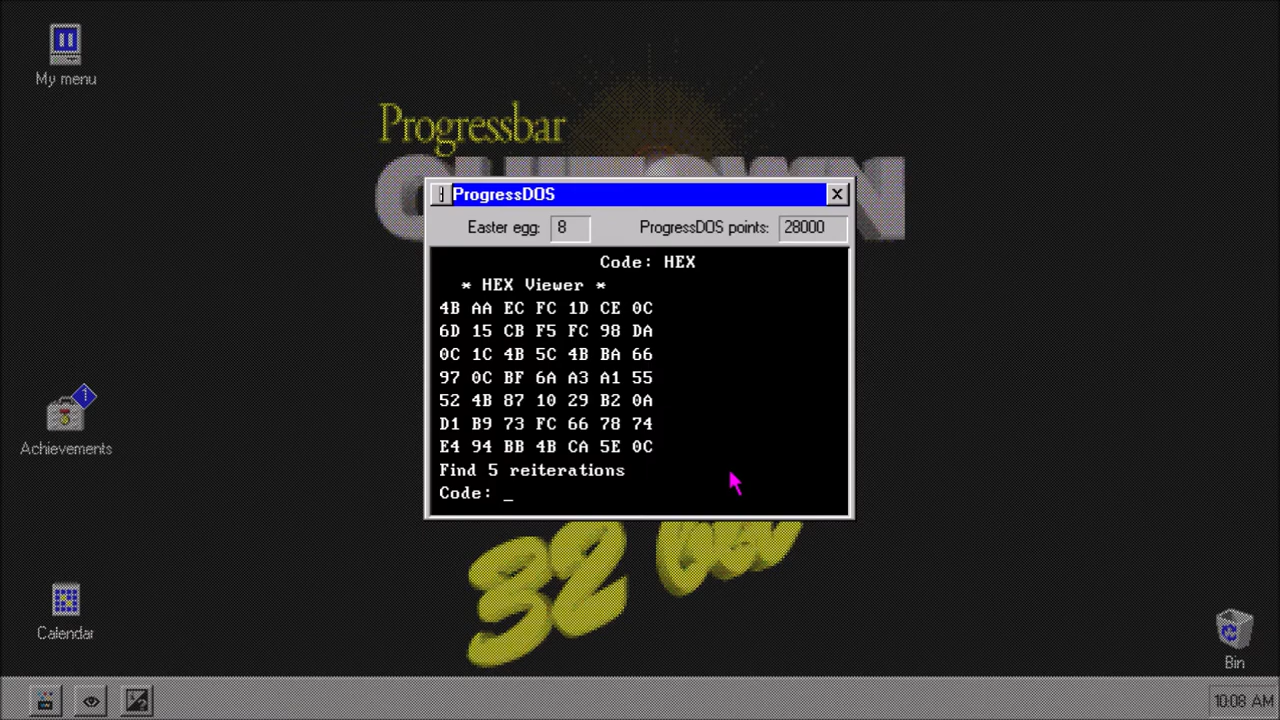 My menu
Progressbar
ProgressDOS
Easter egg: 8 ProgressDOS points: 28000
Code: HEX
* HEX Viewer *
4B AA EC FC 1D CE 0C
6D 15 CB F5 FC 98 DA
0C 1C 4B 5C 4B BA 66
97 0C BF 6A A3 A1 55
52 4B 87 10 29 B2 0A
D1 B9 73 FC 66 78 74
E4 94 BB 4B CA 5E 0C
Find 5 reiterations
Code: _
1
Achievements
32
Calendar
Bin
10:08 AM